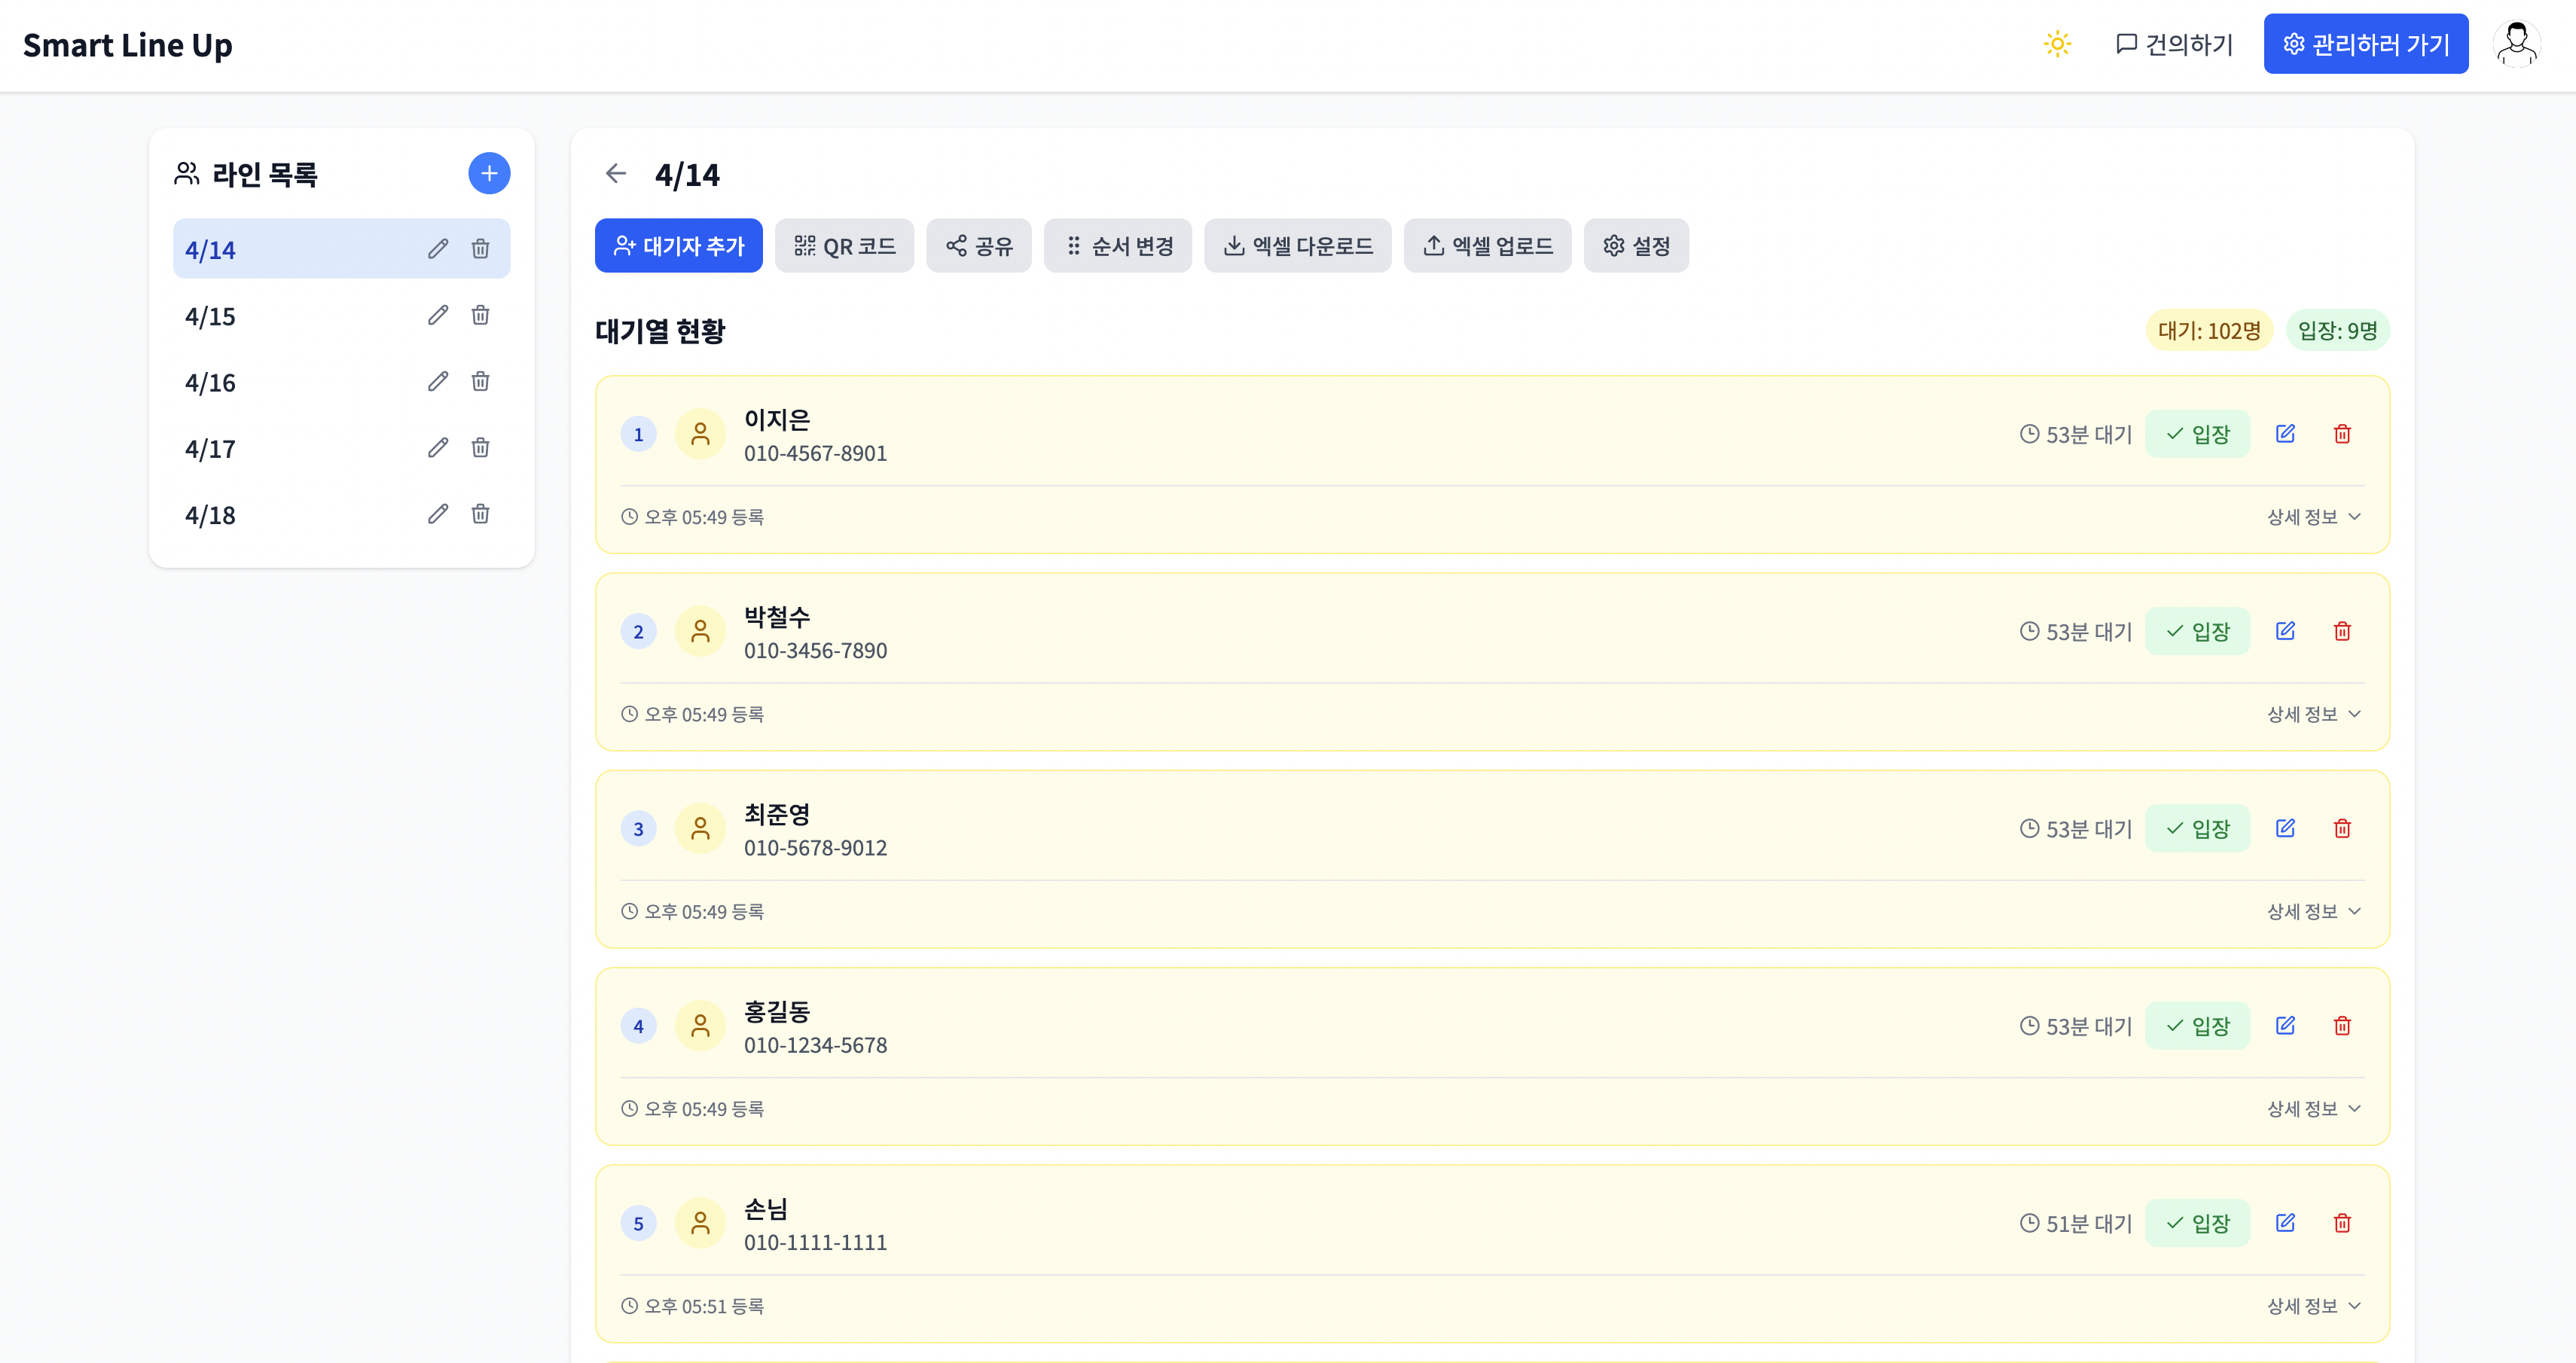 Smart Line Up
건의하기
관리하러 가기
라인 목록
4/14
4/15
4/16
4/17
4/18
4/14
대기자 추가
QR 코드
공유
순서 변경
엑셀 다운로드
엑셀 업로드
설정
대기열 현황
대기: 102명
입장: 9명
1
이지은
010-4567-8901
53분 대기
입장
오후 05:49 등록
상세 정보
2
박철수
010-3456-7890
53분 대기
입장
오후 05:49 등록
상세 정보
3
최준영
010-5678-9012
53분 대기
입장
오후 05:49 등록
상세 정보
4
홍길동
010-1234-5678
53분 대기
입장
오후 05:49 등록
상세 정보
5
손님
010-1111-1111
51분 대기
입장
오후 05:51 등록
상세 정보